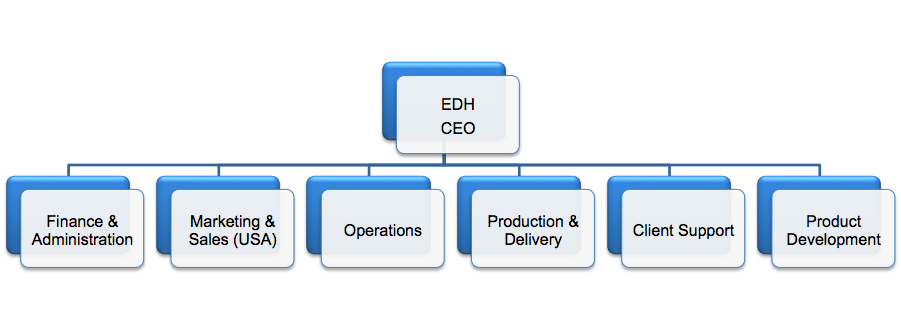 EDH
CEO
Finance &
Administration
Marketing &
Sales (USA)
Operations
Production &
Delivery
Client Support
Product
Development